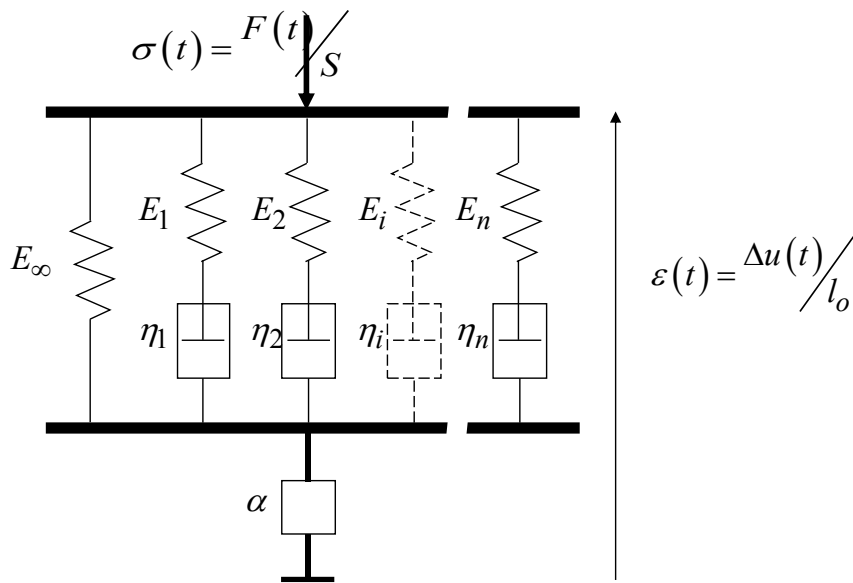 σ(t) = F(t)/S
E₁ E₂ Eᵢ Eₙ
E∞
ε(t) = Δu(t)/lₒ
η₁ η₂ ηᵢ ηₙ
α